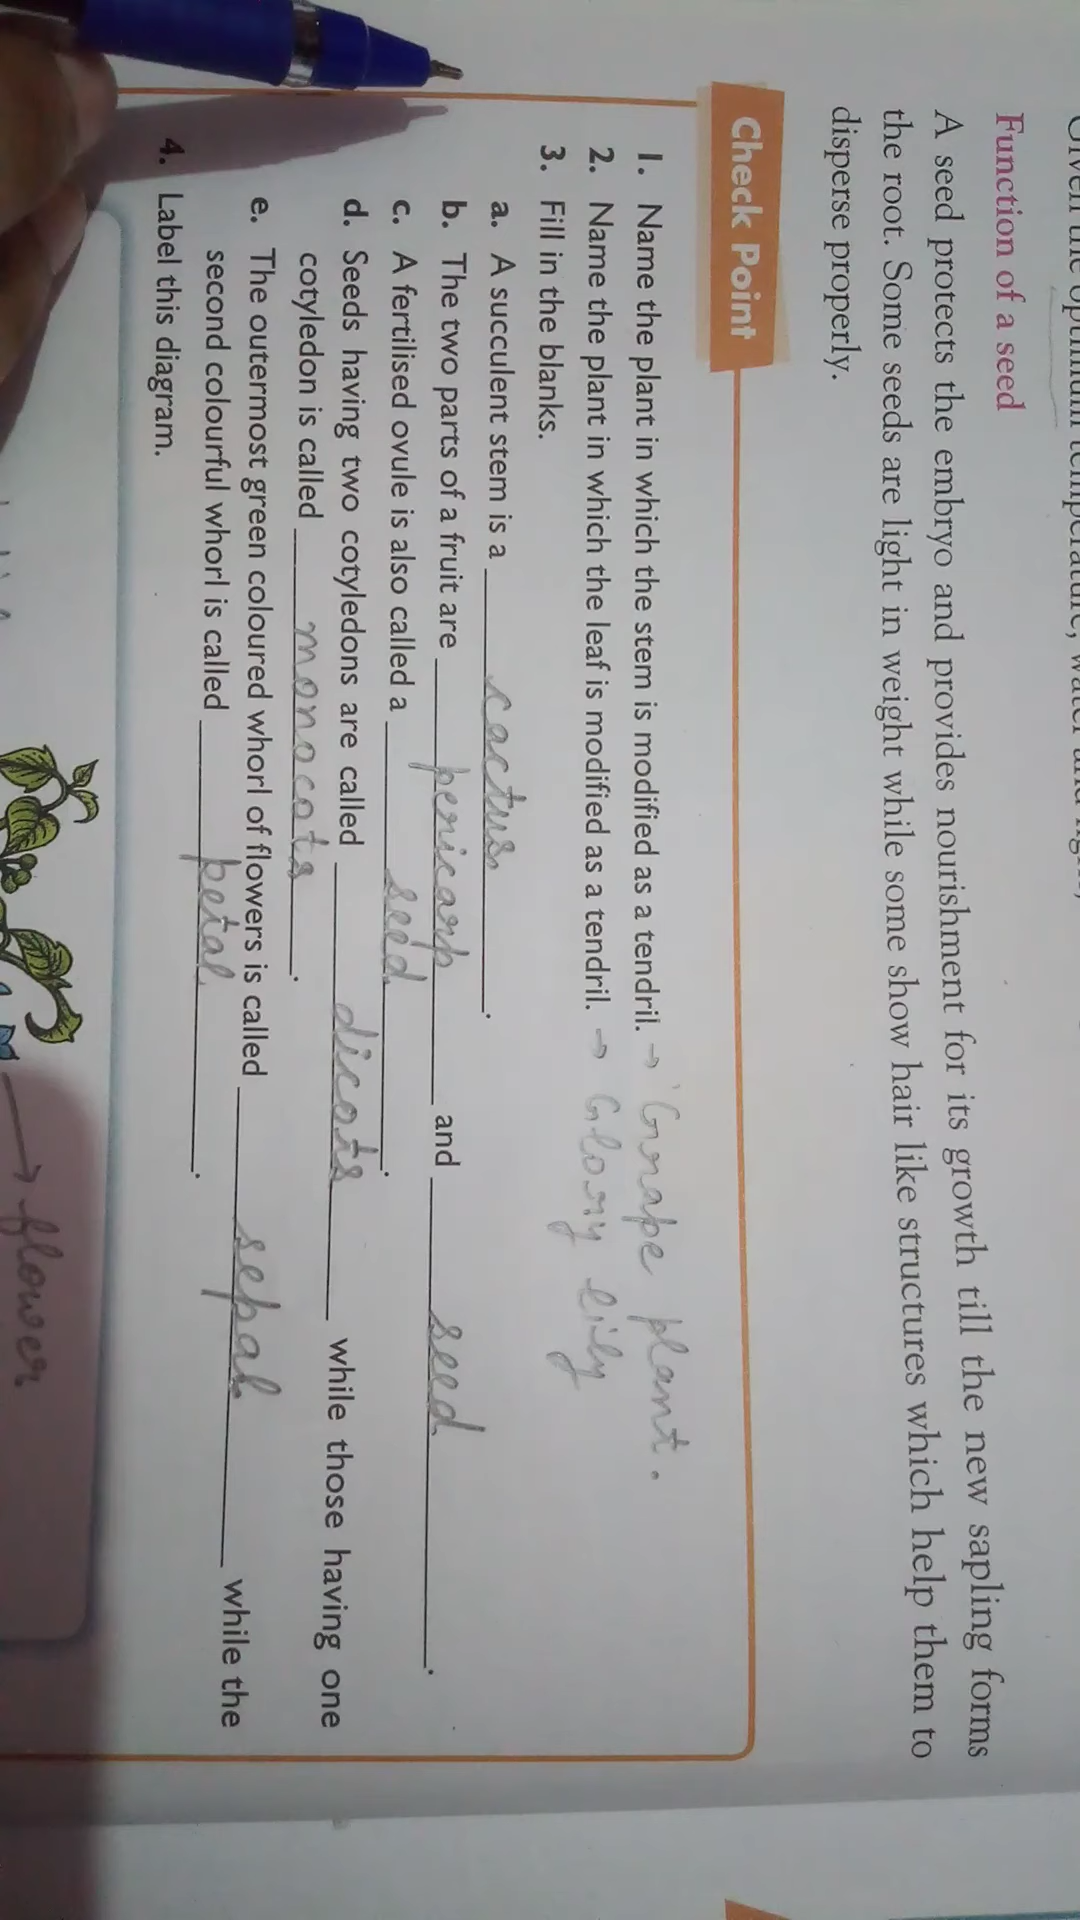 Function of a seed
A seed protects the embryo and provides nourishment for its growth till the new sapling forms
the root. Some seeds are light in weight while some show hair like structures which help them to
disperse properly.
Check Point
1. Name the plant in which the stem is modified as a tendril. → Grape plant.
2. Name the plant in which the leaf is modified as a tendril. → Glory lily
3. Fill in the blanks.
a. A succulent stem is a cactus.
b. The two parts of a fruit are pericarp and seed.
c. A fertilised ovule is also called a seed.
d. Seeds having two cotyledons are called dicots while those having one
cotyledon is called monocots.
e. The outermost green coloured whorl of flowers is called sepal while the
second colourful whorl is called petal.
4. Label this diagram.
→ flower